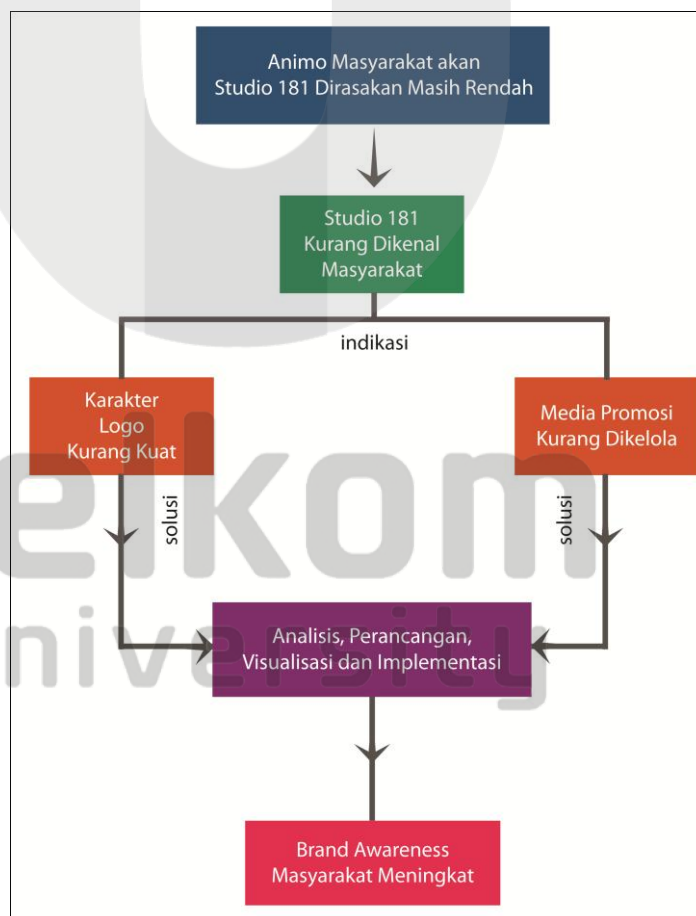 Animo Masyarakat akan
Studio 181 Dirasakan Masih Rendah
Studio 181
Kurang Dikenal
Masyarakat
indikasi
Karakter
Logo
Kurang Kuat
Media Promosi
Kurang Dikelola
solusi
solusi
elkom
niversity
Analisis, Perancangan,
Visualisasi dan Implementasi
Brand Awareness
Masyarakat Meningkat